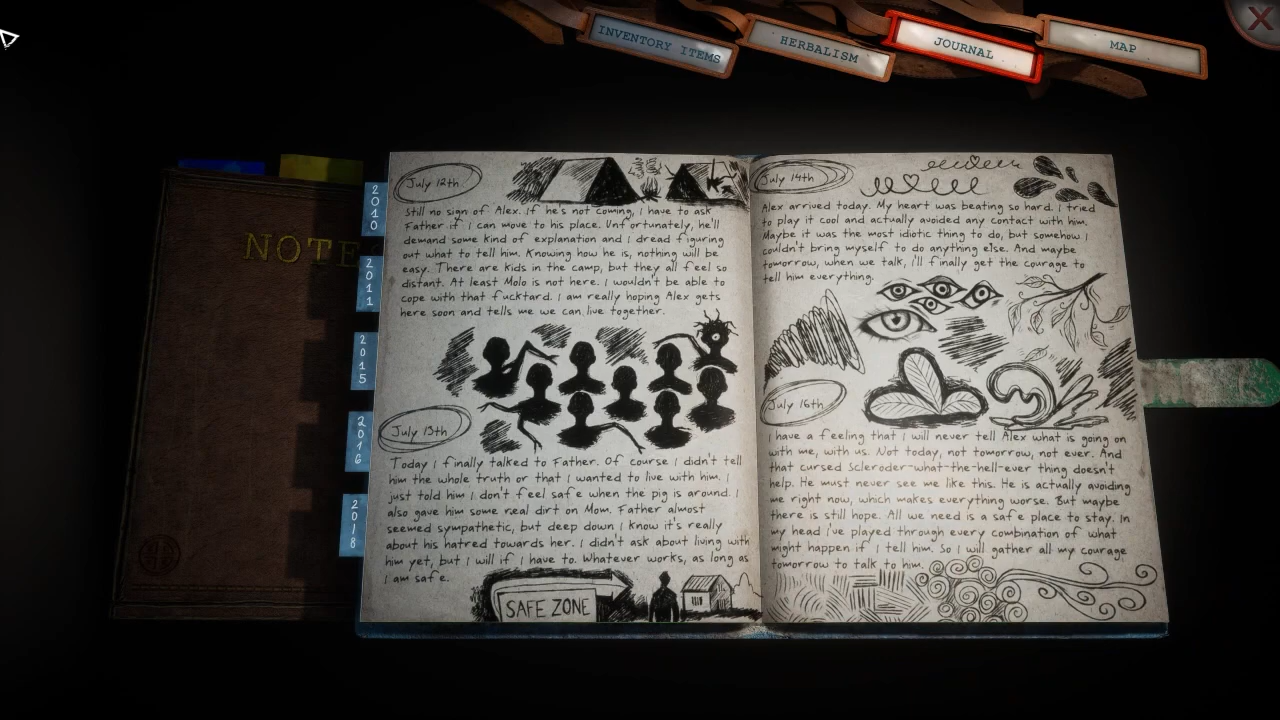 INVENTORY ITEMS
HERBALISM
JOURNAL
MAP
NOTE
2010
2011
2015
2016
2018
July 12th
Still no sign of Alex. If he's not coming, I have to ask
Father if I can move to his place. Unfortunately, he'll
demand some kind of explanation and I dread figuring
out what to tell him. Knowing how he is, nothing will be
easy. There are kids in the camp, but they all feel so
distant. At least Molo is not here. I wouldn't be able to
cope with that fucktard. I am really hoping Alex gets
here soon and tells me we can live together.
July 13th
Today I finally talked to Father. Of course I didn't tell
him the whole truth or that I wanted to live with him. I
just told him I don't feel safe when the pig is around. I
also gave him some real dirt on Mom. Father almost
seemed sympathetic, but deep down I know it's really
about his hatred towards her. I didn't ask about living with
him yet, but I will if I have to. Whatever works, as long as
I am safe.
SAFE ZONE
July 14th
Alex arrived today. My heart was beating so hard. I tried
to play it cool and actually avoided any contact with him.
Maybe it was the most idiotic thing to do, but somehow I
couldn't bring myself to do anything else. And maybe
tomorrow, when we talk, I'll finally get the courage to
tell him everything.
July 16th
I have a feeling that I will never tell Alex what is going on
with me, with us. Not today, not tomorrow, not ever. And
that cursed Scleroder-what-the-hell-ever thing doesn't
help. He must never see me like this. He is actually avoiding
me right now, which makes everything worse. But maybe
there is still hope. All we need is a safe place to stay. In
my head I've played through every combination of what
might happen if I tell him. So I will gather all my courage
tomorrow to talk to him.